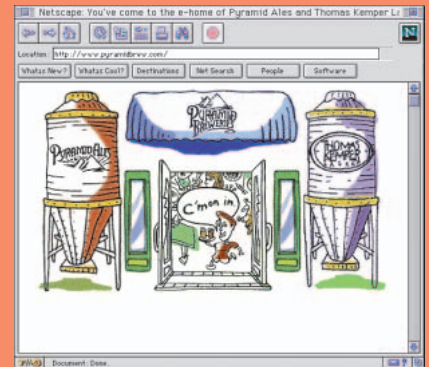 Netscape: You've come to the e-home of Pyramid Ales and Thomas Kemper La
Location: http://www.pyramidbrew.com/
What's New? What's Cool? Destinations Net Search People Software
PYRAMID
BREWERIES
PYRAMID ALES
THOMAS
KEMPER
C'mon in.
Document: Done.